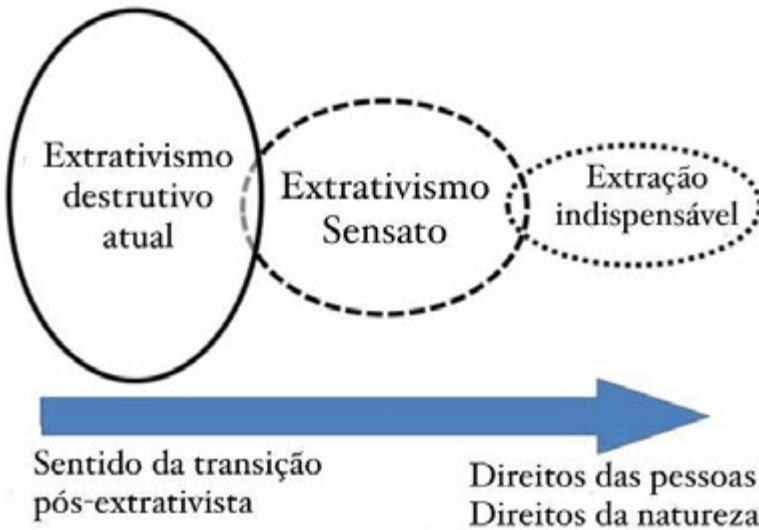 Extrativismo
destrutivo
atual
Extrativismo
Sensato
Extração
indispensável
Sentido da transição
pós-extrativista
Direitos das pessoas
Direitos da natureza